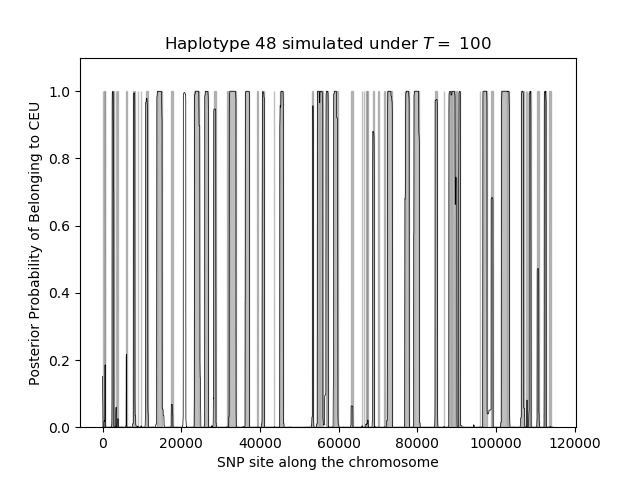 Haplotype 48 simulated under T = 100
Posterior Probability of Belonging to CEU
1.0
0.8
0.6
0.4
0.2
0.0
0 20000 40000 60000 80000 100000 120000
SNP site along the chromosome